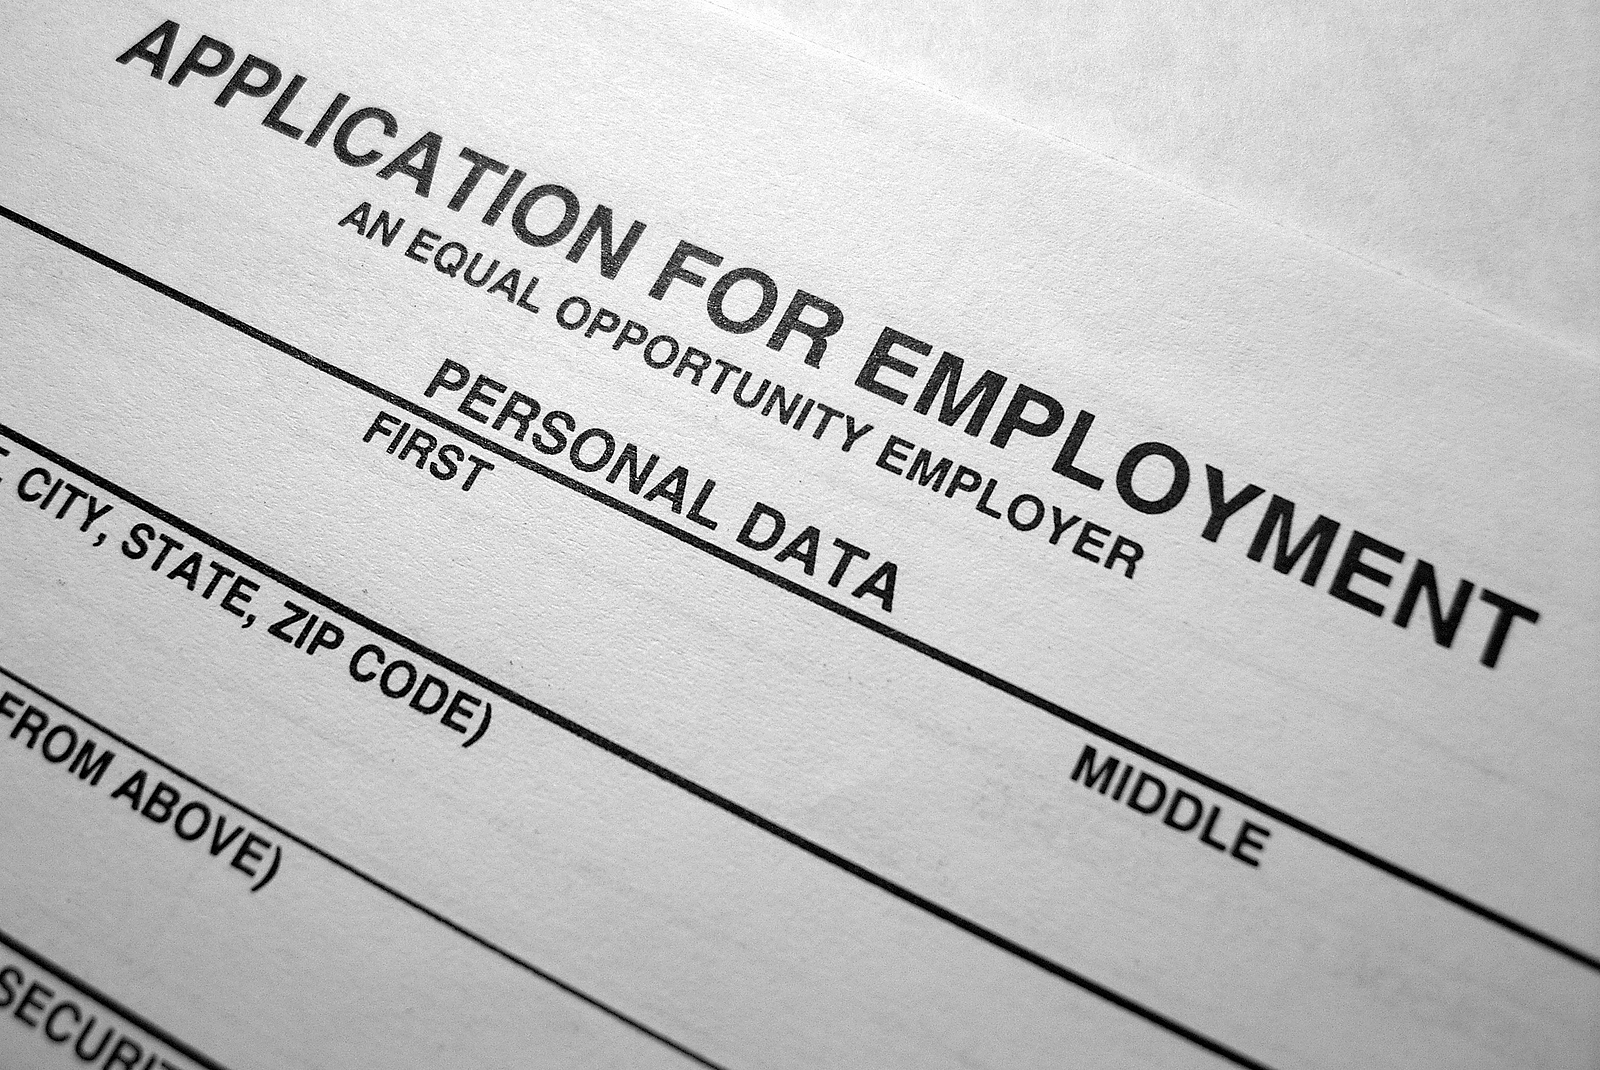 APPLICATION FOR EMPLOYMENT
AN EQUAL OPPORTUNITY EMPLOYER
PERSONAL DATA
FIRST MIDDLE
CITY, STATE, ZIP CODE)
FROM ABOVE)